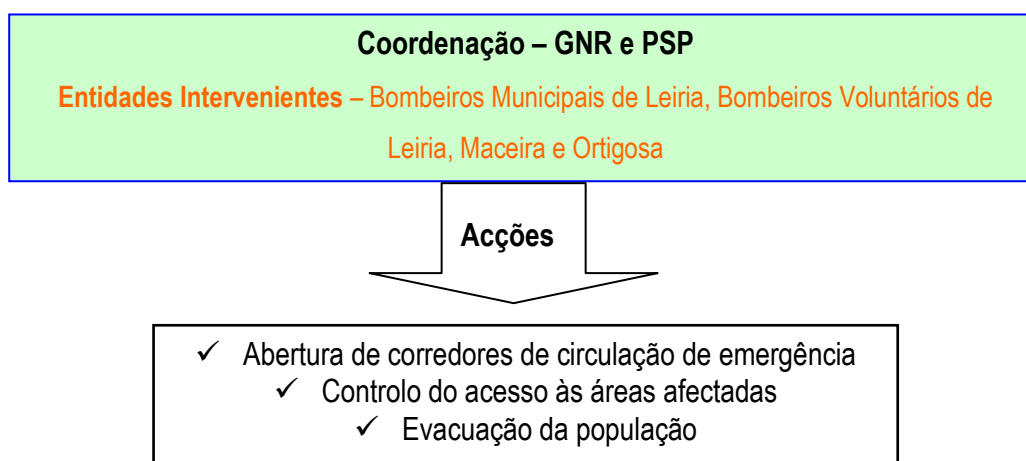 Coordenação – GNR e PSP
Entidades Intervenientes – Bombeiros Municipais de Leiria, Bombeiros Voluntários de
Leiria, Maceira e Ortigosa
Acções
✓ Abertura de corredores de circulação de emergência
✓ Controlo do acesso às áreas afectadas
✓ Evacuação da população